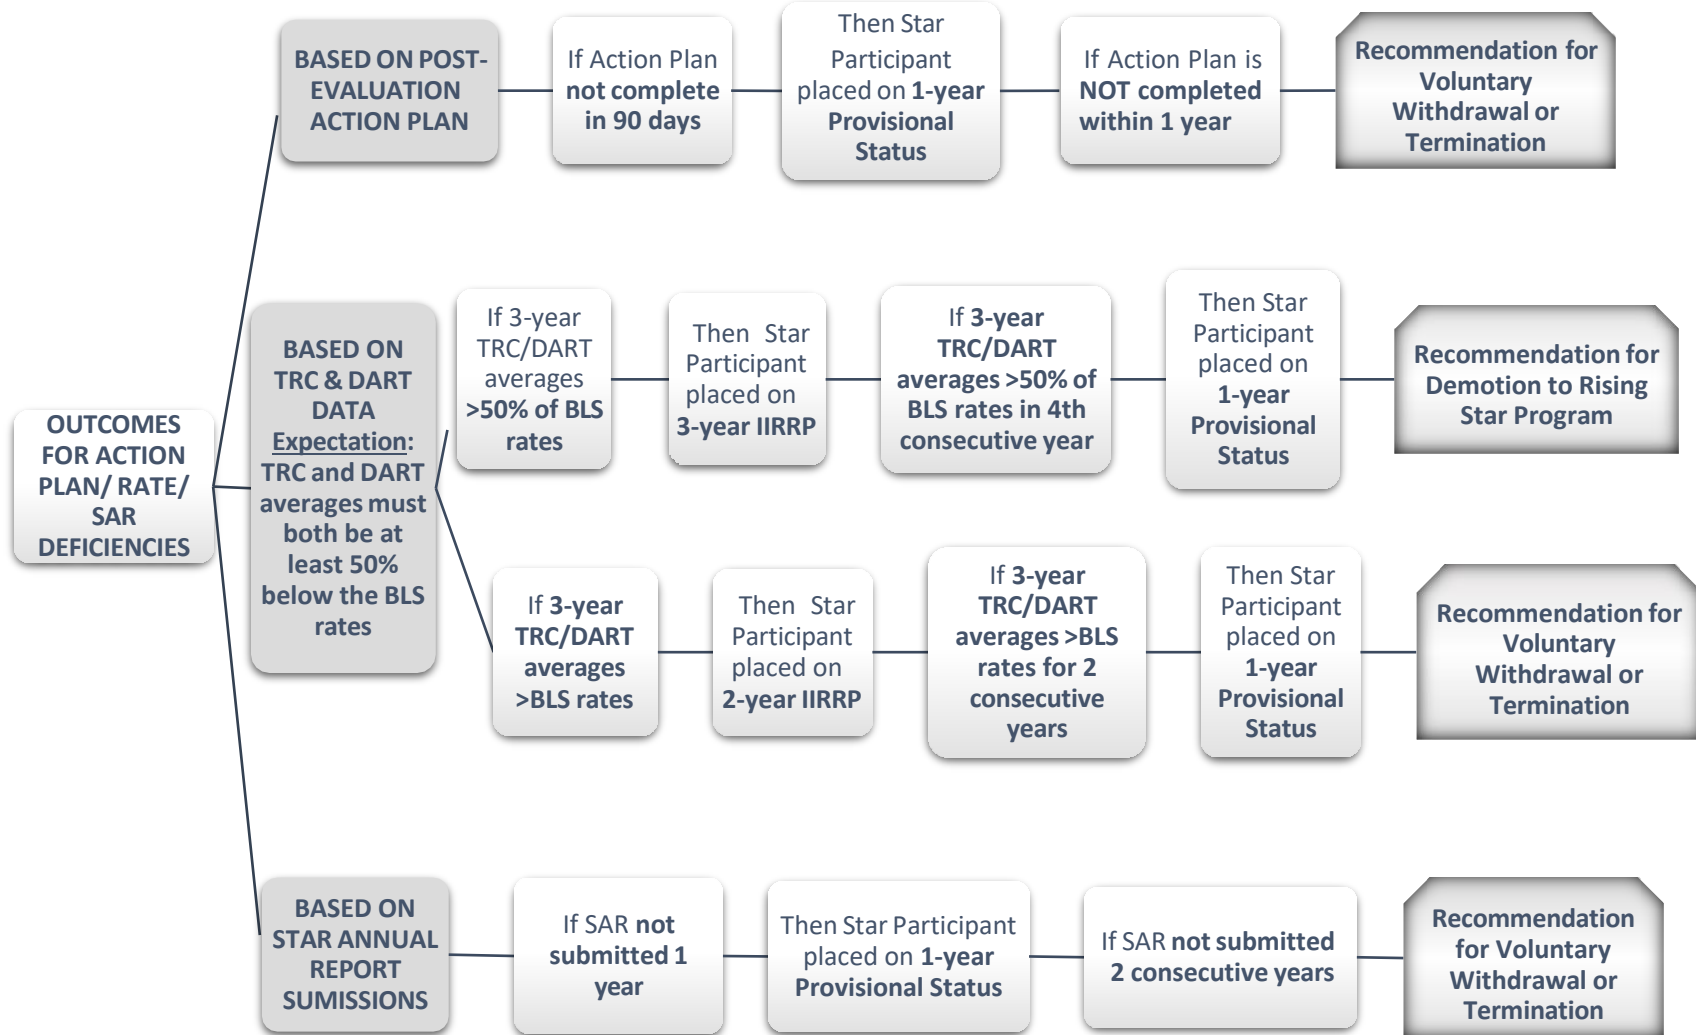 OUTCOMES
FOR ACTION
PLAN/ RATE/
SAR
DEFICIENCIES
BASED ON POST-
EVALUATION
ACTION PLAN
If Action Plan
not complete
in 90 days
Then Star
Participant
placed on 1-year
Provisional
Status
If Action Plan is
NOT completed
within 1 year
Recommendation for
Voluntary
Withdrawal or
Termination
BASED ON
TRC & DART
DATA
Expectation:
TRC and DART
averages must
both be at
least 50%
below the BLS
rates
If 3-year
TRC/DART
averages
>50% of BLS
rates
Then Star
Participant
placed on
3-year IIRRP
If 3-year
TRC/DART
averages >50% of
BLS rates in 4th
consecutive year
Then Star
Participant
placed on
1-year
Provisional
Status
Recommendation for
Demotion to Rising
Star Program
If 3-year
TRC/DART
averages
>BLS rates
Then Star
Participant
placed on
2-year IIRRP
If 3-year
TRC/DART
averages >BLS
rates for 2
consecutive
years
Then Star
Participant
placed on
1-year
Provisional
Status
Recommendation for
Voluntary
Withdrawal or
Termination
BASED ON
STAR ANNUAL
REPORT
SUMISSIONS
If SAR not
submitted 1
year
Then Star Participant
placed on 1-year
Provisional Status
If SAR not submitted
2 consecutive years
Recommendation
for Voluntary
Withdrawal or
Termination